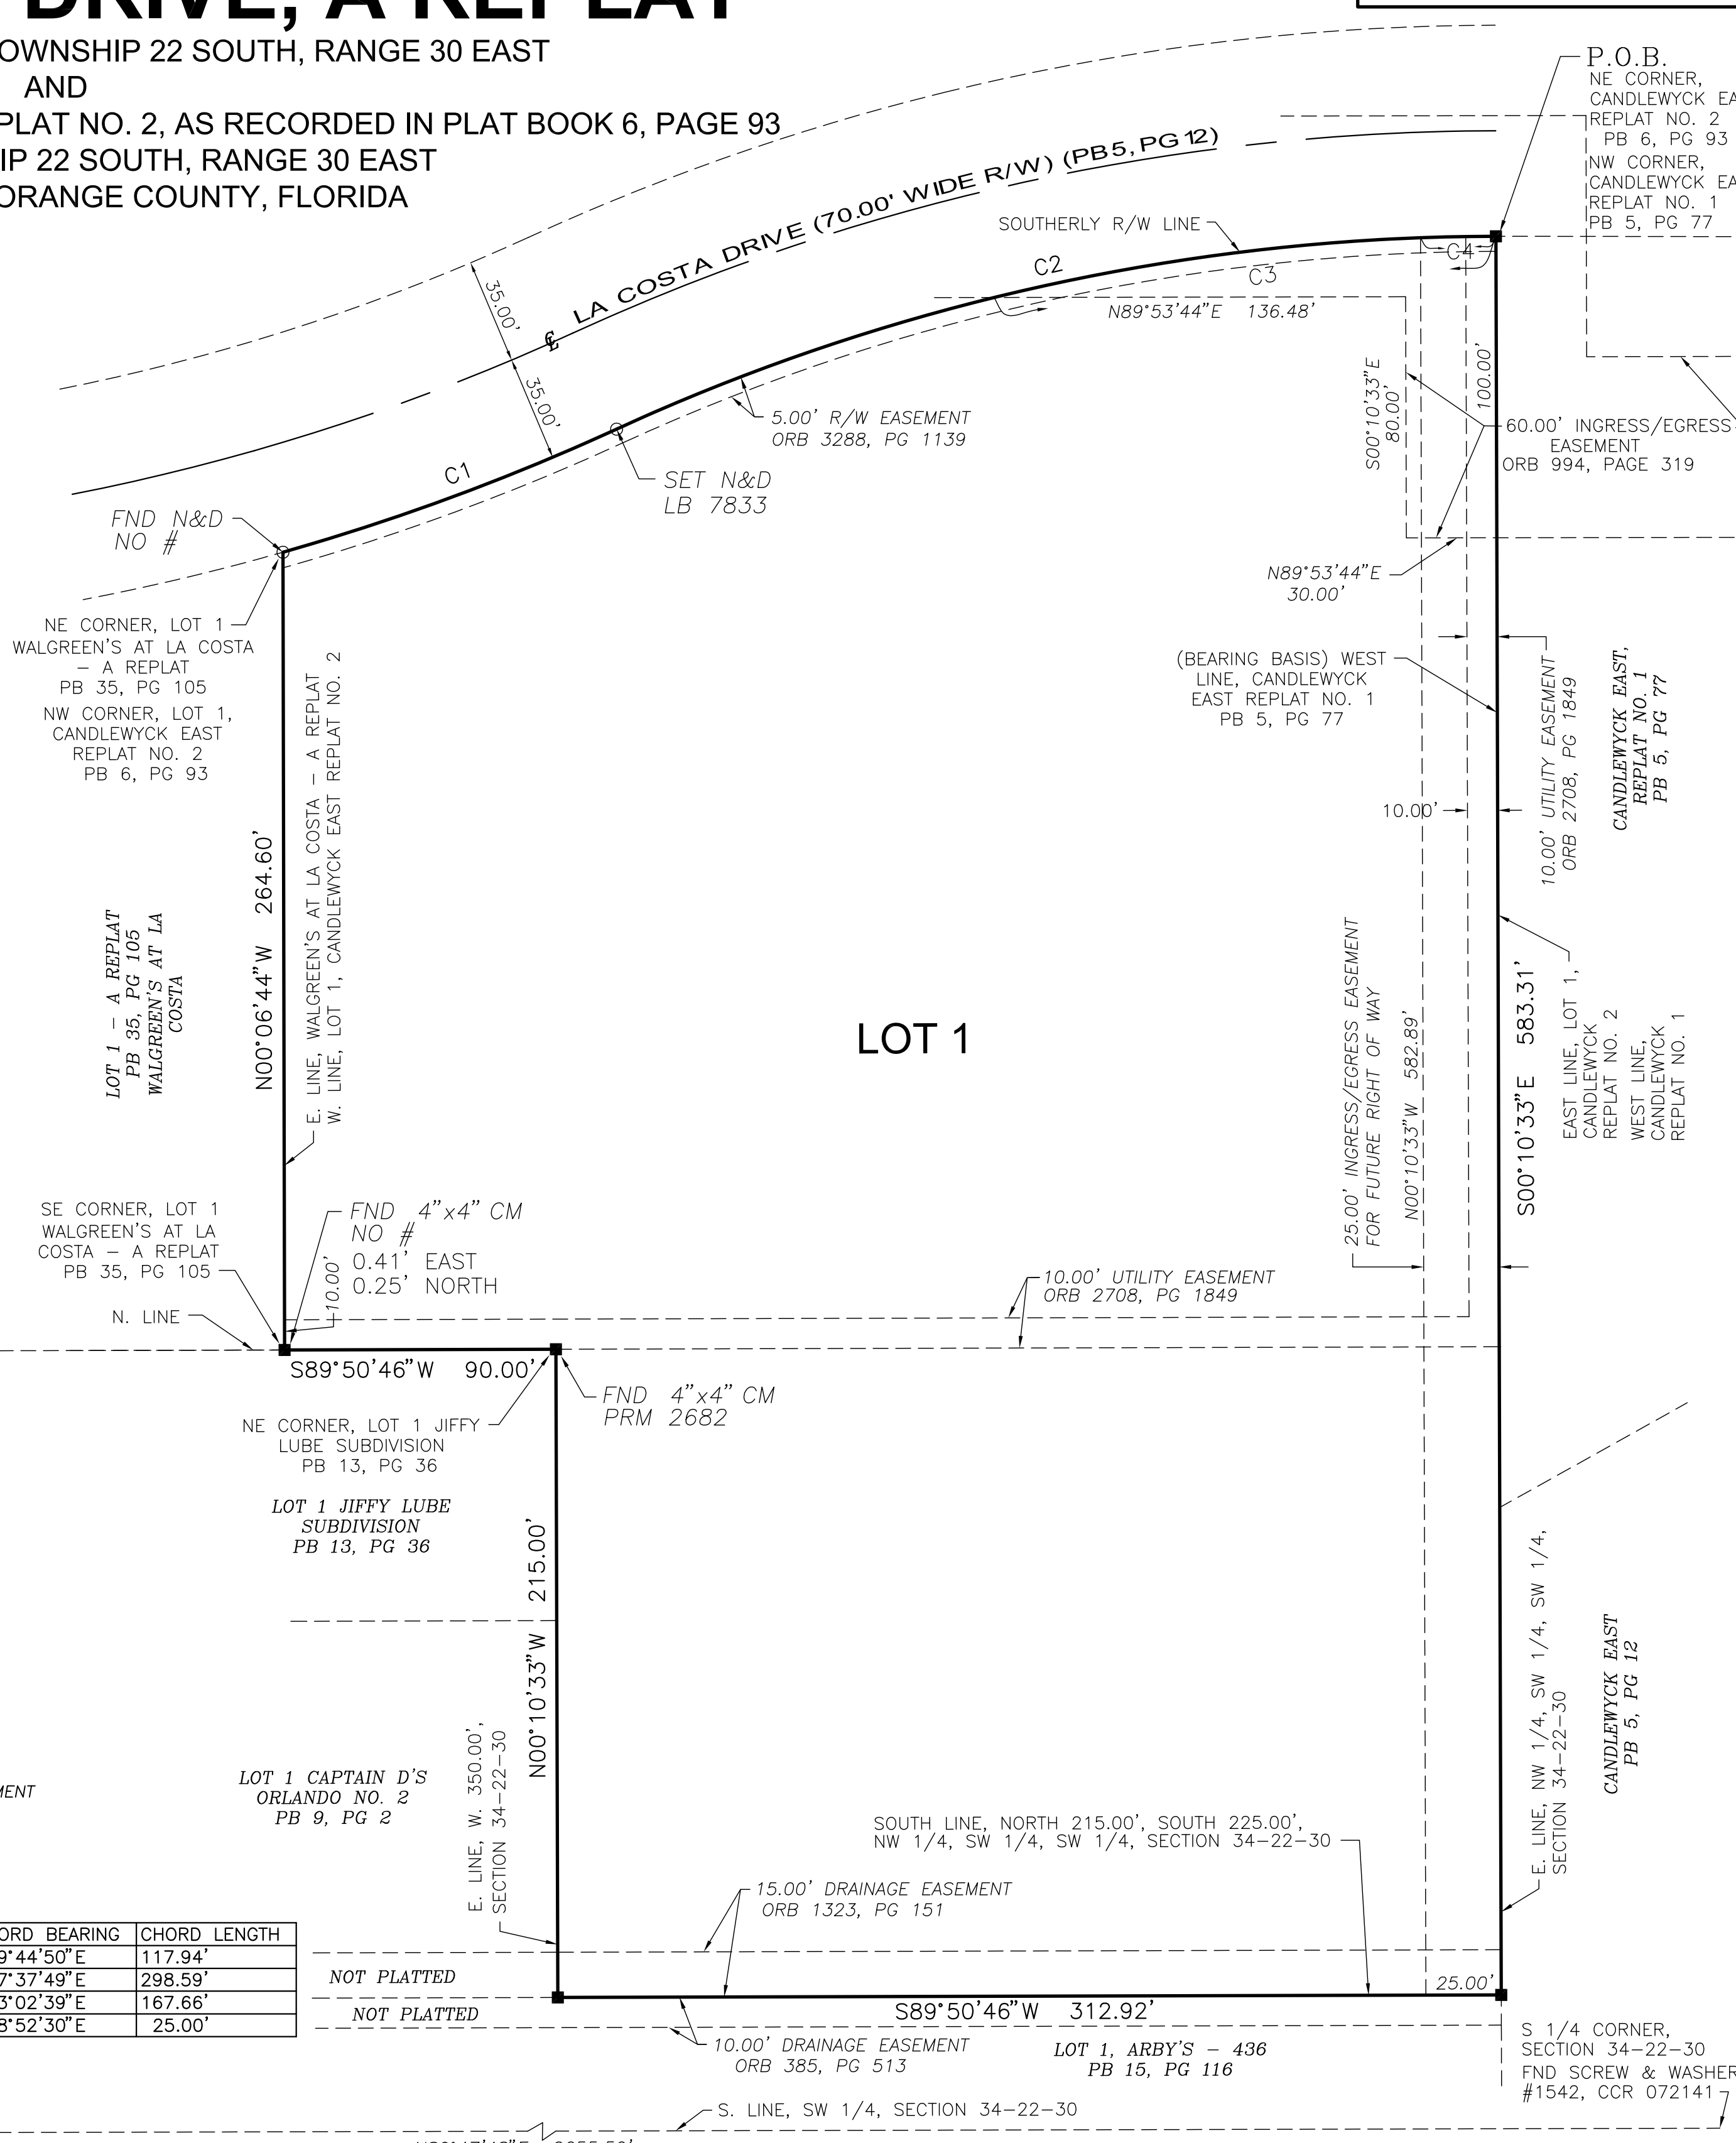 DRIVE, A REPLAT
OWNSHIP 22 SOUTH, RANGE 30 EAST
AND
PLAT NO. 2, AS RECORDED IN PLAT BOOK 6, PAGE 93
IP 22 SOUTH, RANGE 30 EAST
ORANGE COUNTY, FLORIDA
P.O.B.
NE CORNER,
CANDLEWYCK EA
REPLAT NO. 2
PB 6, PG 93
NW CORNER,
CANDLEWYCK EA
REPLAT NO. 1
PB 5, PG 77
℄ LA COSTA DRIVE (70.00' WIDE R/W) (PB5, PG 12)
SOUTHERLY R/W LINE
35.00'
35.00'
C1
C2
C3
C4
N89°53'44"E 136.48'
S00°10'33"E
80.00'
100.00'
60.00' INGRESS/EGRESS
EASEMENT
ORB 994, PAGE 319
5.00' R/W EASEMENT
ORB 3288, PG 1139
SET N&D
LB 7833
FND N&D
NO #
N89°53'44"E
30.00'
NE CORNER, LOT 1
WALGREEN'S AT LA COSTA
– A REPLAT
PB 35, PG 105
NW CORNER, LOT 1,
CANDLEWYCK EAST
REPLAT NO. 2
PB 6, PG 93
(BEARING BASIS) WEST
LINE, CANDLEWYCK
EAST REPLAT NO. 1
PB 5, PG 77
10.00' UTILITY EASEMENT
ORB 2708, PG 1849
CANDLEWYCK EAST,
REPLAT NO. 1
PB 5, PG 77
10.00'
N00°06'44"W 264.60'
E. LINE, WALGREEN'S AT LA COSTA – A REPLAT
W. LINE, LOT 1, CANDLEWYCK EAST REPLAT NO. 2
LOT 1 – A REPLAT
PB 35, PG 105
WALGREEN'S AT LA
COSTA
LOT 1
25.00' INGRESS/EGRESS EASEMENT
FOR FUTURE RIGHT OF WAY
N00°10'33"W 582.89'
S00°10'33"E 583.31'
EAST LINE, LOT 1,
CANDLEWYCK
REPLAT NO. 2
WEST LINE,
CANDLEWYCK
REPLAT NO. 1
SE CORNER, LOT 1
WALGREEN'S AT LA
COSTA – A REPLAT
PB 35, PG 105
N. LINE
FND 4"x4" CM
NO #
0.41' EAST
0.25' NORTH
10.00'
10.00' UTILITY EASEMENT
ORB 2708, PG 1849
S89°50'46"W 90.00'
FND 4"x4" CM
PRM 2682
NE CORNER, LOT 1 JIFFY
LUBE SUBDIVISION
PB 13, PG 36
LOT 1 JIFFY LUBE
SUBDIVISION
PB 13, PG 36
N00°10'33"W 215.00'
E. LINE, W. 350.00',
SECTION 34–22–30
E. LINE, NW 1/4, SW 1/4, SW 1/4,
SECTION 34–22–30
CANDLEWYCK EAST
PB 5, PG 12
MENT
LOT 1 CAPTAIN D'S
ORLANDO NO. 2
PB 9, PG 2
SOUTH LINE, NORTH 215.00', SOUTH 225.00',
NW 1/4, SW 1/4, SW 1/4, SECTION 34–22–30
15.00' DRAINAGE EASEMENT
ORB 1323, PG 151
ORD BEARING CHORD LENGTH
9°44'50"E 117.94'
7°37'49"E 298.59'
3°02'39"E 167.66'
8°52'30"E 25.00'
NOT PLATTED
NOT PLATTED
25.00'
S89°50'46"W 312.92'
10.00' DRAINAGE EASEMENT
ORB 385, PG 513
LOT 1, ARBY'S – 436
PB 15, PG 116
S 1/4 CORNER,
SECTION 34–22–30
FND SCREW & WASHER
#1542, CCR 072141
S. LINE, SW 1/4, SECTION 34–22–30